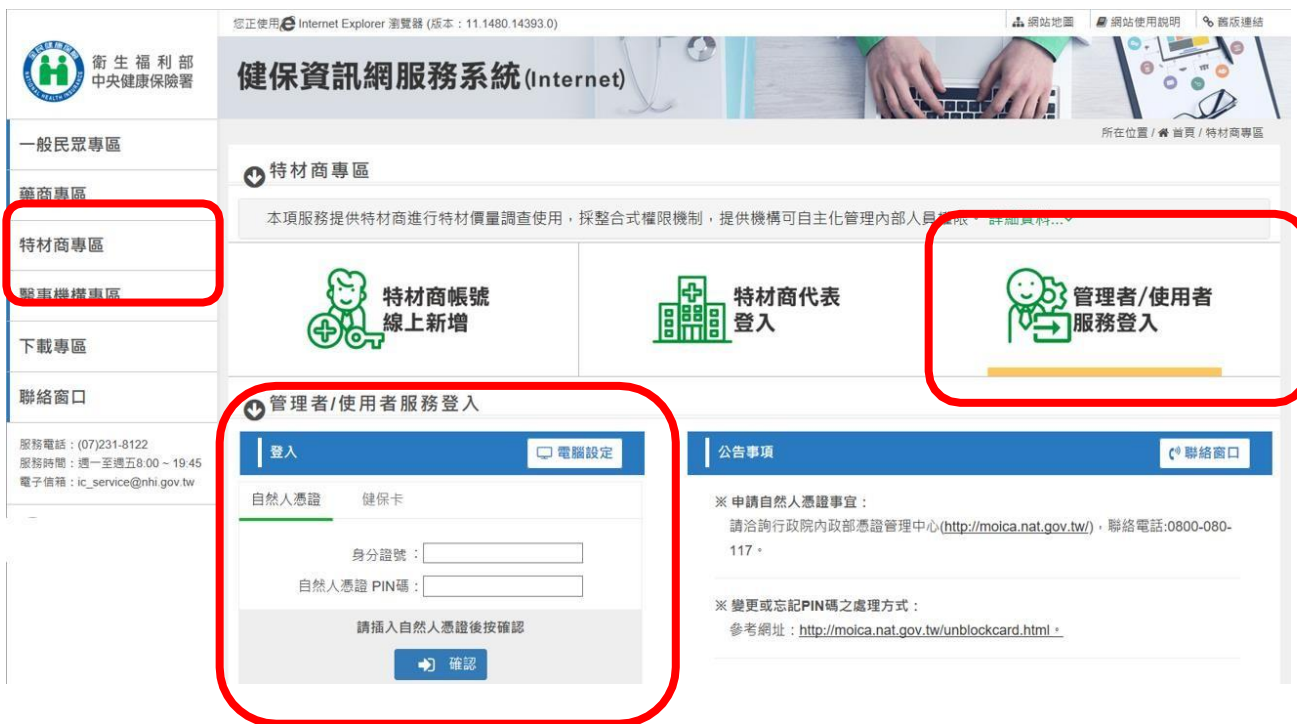 您正使用 Internet Explorer 瀏覽器 (版本：11.1480.14393.0)
網站地圖
網站使用說明
舊版連結
衛生福利部
中央健康保險署
健保資訊網服務系統(Internet)
所在位置 / 首頁 / 特材商專區
一般民眾專區
藥商專區
特材商專區
醫事機構專區
下載專區
聯絡窗口
服務電話：(07)231-8122
服務時間：週一至週五8:00 ~ 19:45
電子信箱：ic_service@nhi.gov.tw
特材商專區
本項服務提供特材商進行特材價量調查使用，採整合式權限機制，提供機構可自主化管理內部人員權限。 詳細資料...
特材商帳號
線上新增
特材商代表
登入
管理者/使用者
服務登入
管理者/使用者服務登入
登入
電腦設定
自然人憑證
健保卡
身分證號：
自然人憑證 PIN碼：
請插入自然人憑證後按確認
確認
公告事項
聯絡窗口
※ 申請自然人憑證事宜：
請洽詢行政院內政部憑證管理中心(http://moica.nat.gov.tw/)，聯絡電話:0800-080-
117。
※ 變更或忘記PIN碼之處理方式：
參考網址：http://moica.nat.gov.tw/unblockcard.html。